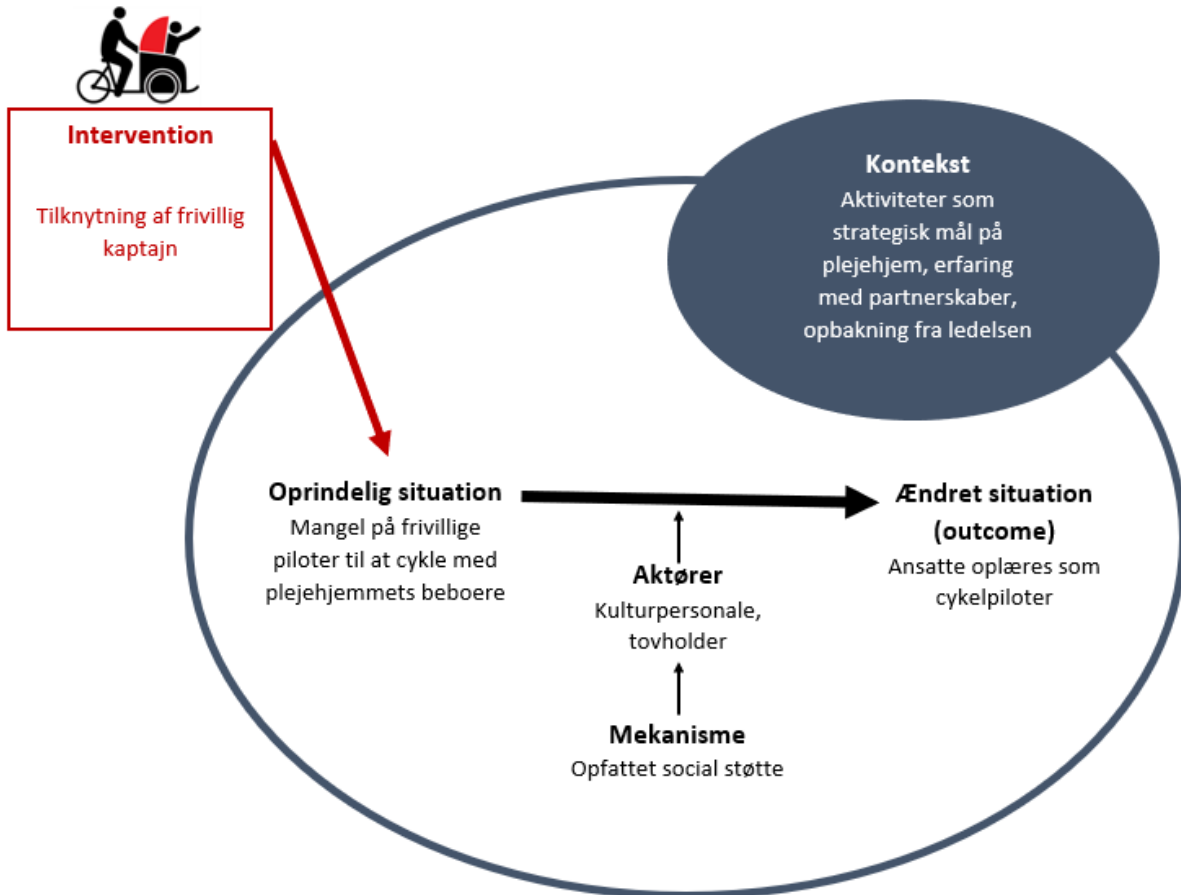 Intervention
Tilknytning af frivillig
kaptajn
Kontekst
Aktiviteter som
strategisk mål på
plejehjem, erfaring
med partnerskaber,
opbakning fra ledelsen
Oprindelig situation
Mangel på frivillige
piloter til at cykle med
plejehjemmets beboere
Aktører
Kulturpersonale,
tovholder
Mekanisme
Opfattet social støtte
Ændret situation
(outcome)
Ansatte oplæres som
cykelpiloter